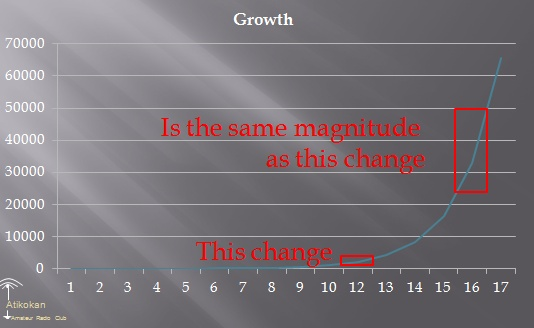 Growth
70000
60000
50000
40000
30000
20000
10000
0
Is the same magnitude
as this change
This change
1 2 3 4 5 6 7 8 9 10 11 12 13 14 15 16 17
Atikokan
Amateur Radio Club